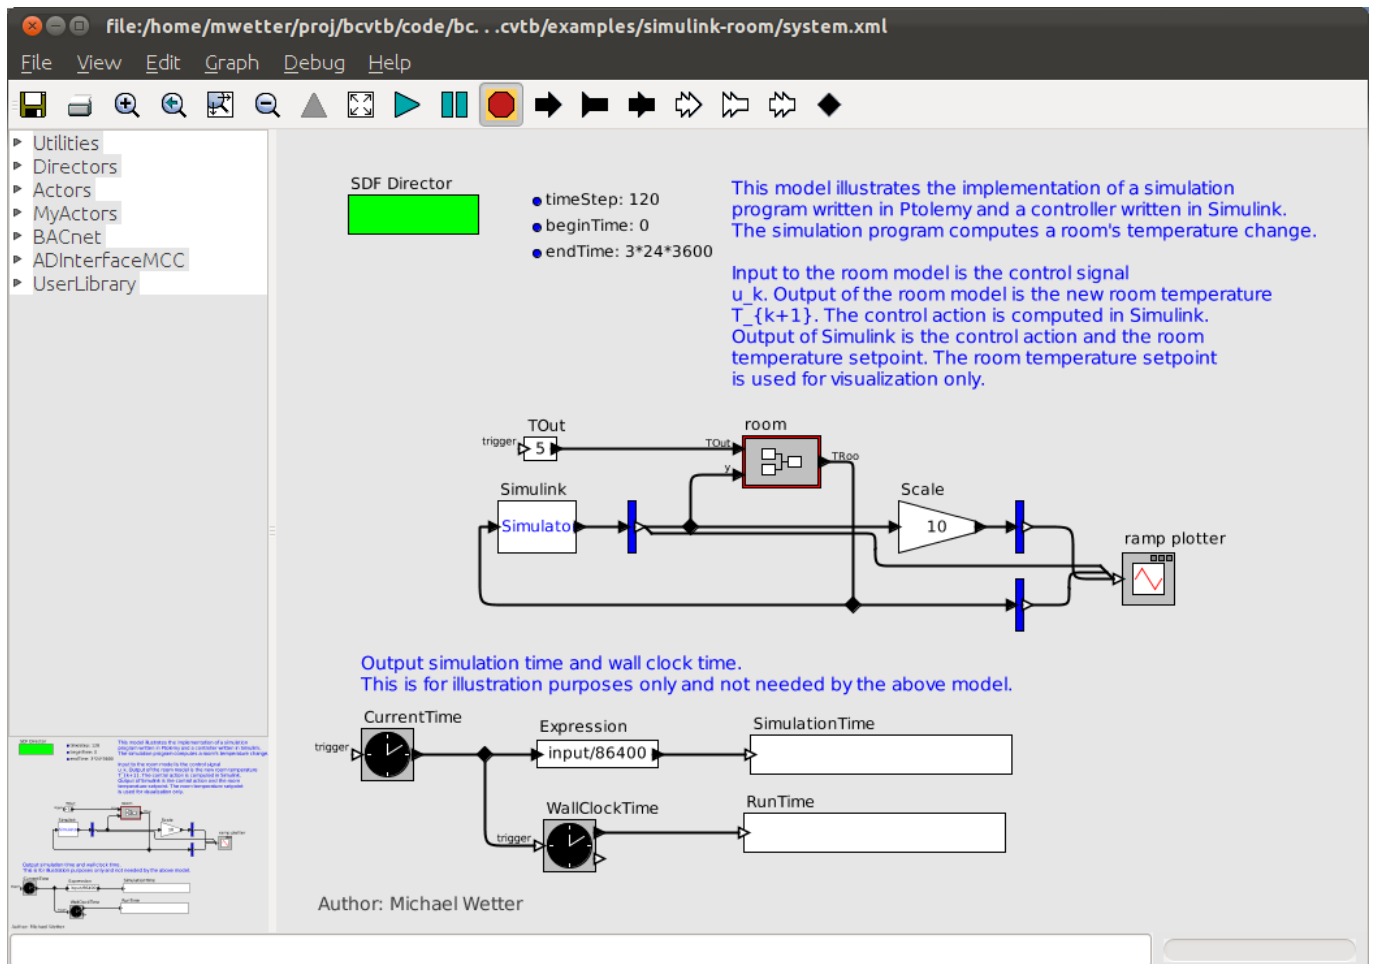 file:/home/mwetter/proj/bcvtb/code/bc. . .cvtb/examples/simulink-room/system.xml
File View Edit Graph Debug Help
Utilities
Directors
Actors
MyActors
BACnet
ADInterfaceMCC
UserLibrary
SDF Director
timeStep: 120
beginTime: 0
endTime: 3*24*3600
This model illustrates the implementation of a simulation
program written in Ptolemy and a controller written in Simulink.
The simulation program computes a room's temperature change.
Input to the room model is the control signal
u_k. Output of the room model is the new room temperature
T_{k+1}. The control action is computed in Simulink.
Output of Simulink is the control action and the room
temperature setpoint. The room temperature setpoint
is used for visualization only.
TOut
trigger
5
room
TOut
y
TRoo
Simulink
Simulato
Scale
10
ramp plotter
Output simulation time and wall clock time.
This is for illustration purposes only and not needed by the above model.
CurrentTime
trigger
Expression
input/86400
SimulationTime
WallClockTime
trigger
RunTime
Author: Michael Wetter